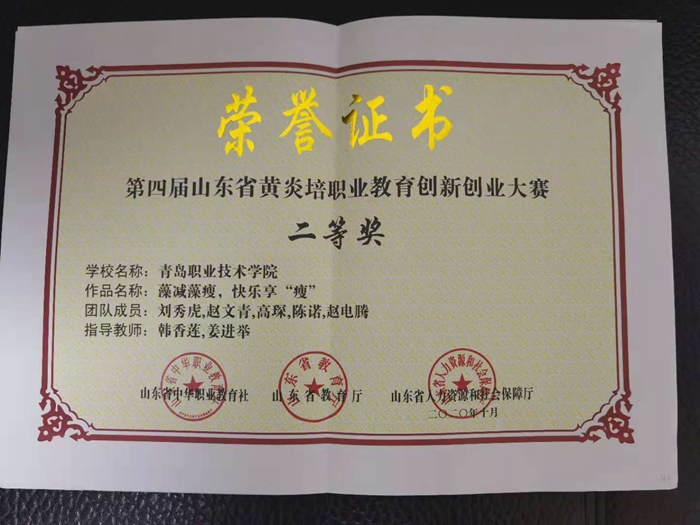 荣誉证书
第四届山东省黄炎培职业教育创新创业大赛
二等奖
学校名称：青岛职业技术学院
作品名称：藻减藻瘦，快乐享“瘦”
团队成员：刘秀虎,赵文青,高琛,陈诺,赵电腾
指导教师：韩香莲,姜进举
山东省中华职业教育社 山东省教育厅 山东省人力资源和社会保障厅
二〇二〇年十月